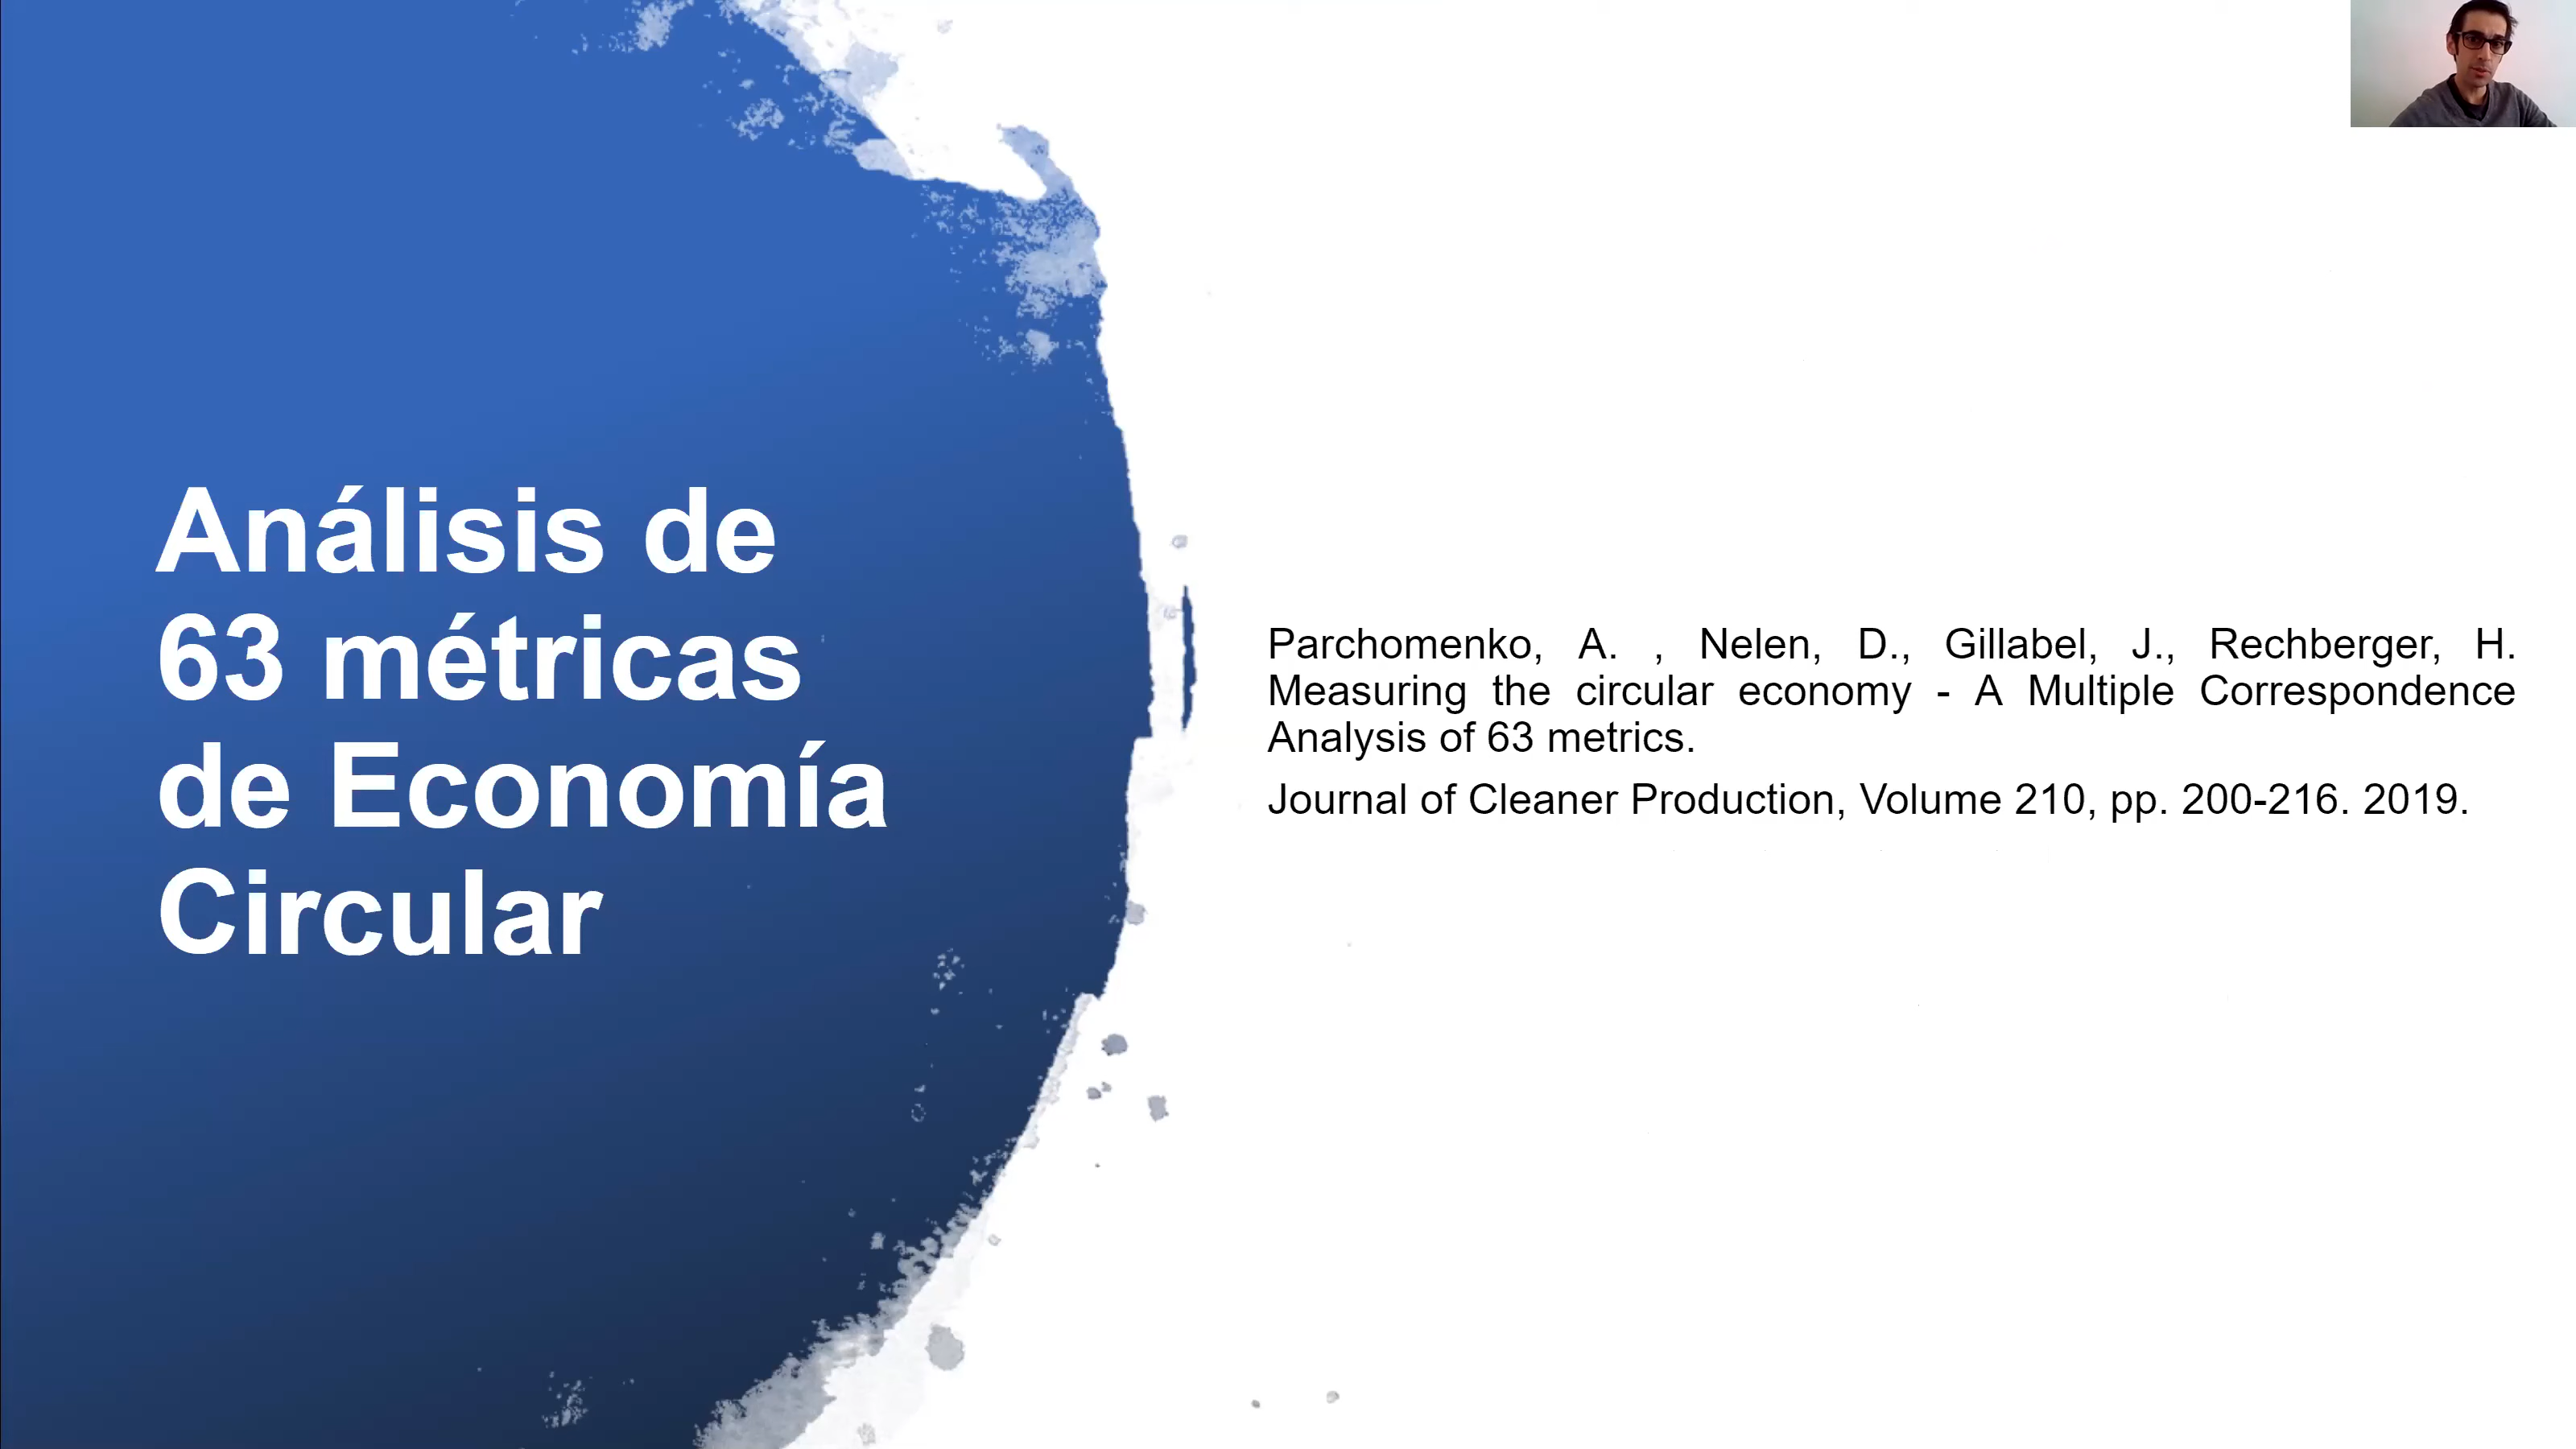 Análisis de
63 métricas
de Economía
Circular
Parchomenko, A. , Nelen, D., Gillabel, J., Rechberger, H.
Measuring the circular economy - A Multiple Correspondence
Analysis of 63 metrics.
Journal of Cleaner Production, Volume 210, pp. 200-216. 2019.